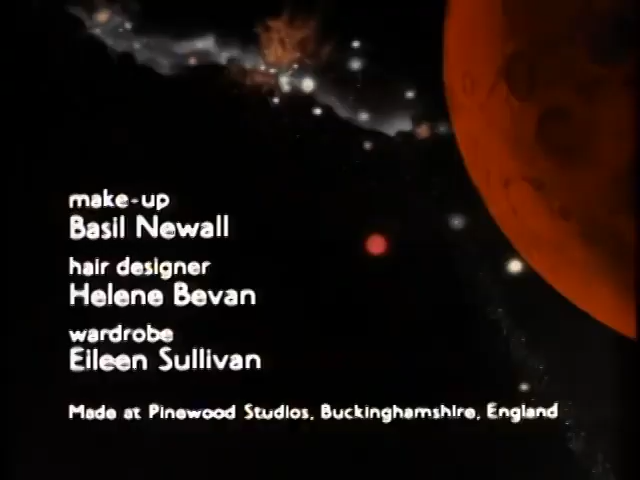 make-up
Basil Newall
hair designer
Helene Bevan
wardrobe
Eileen Sullivan
Made at Pinewood Studios, Buckinghamshire, England